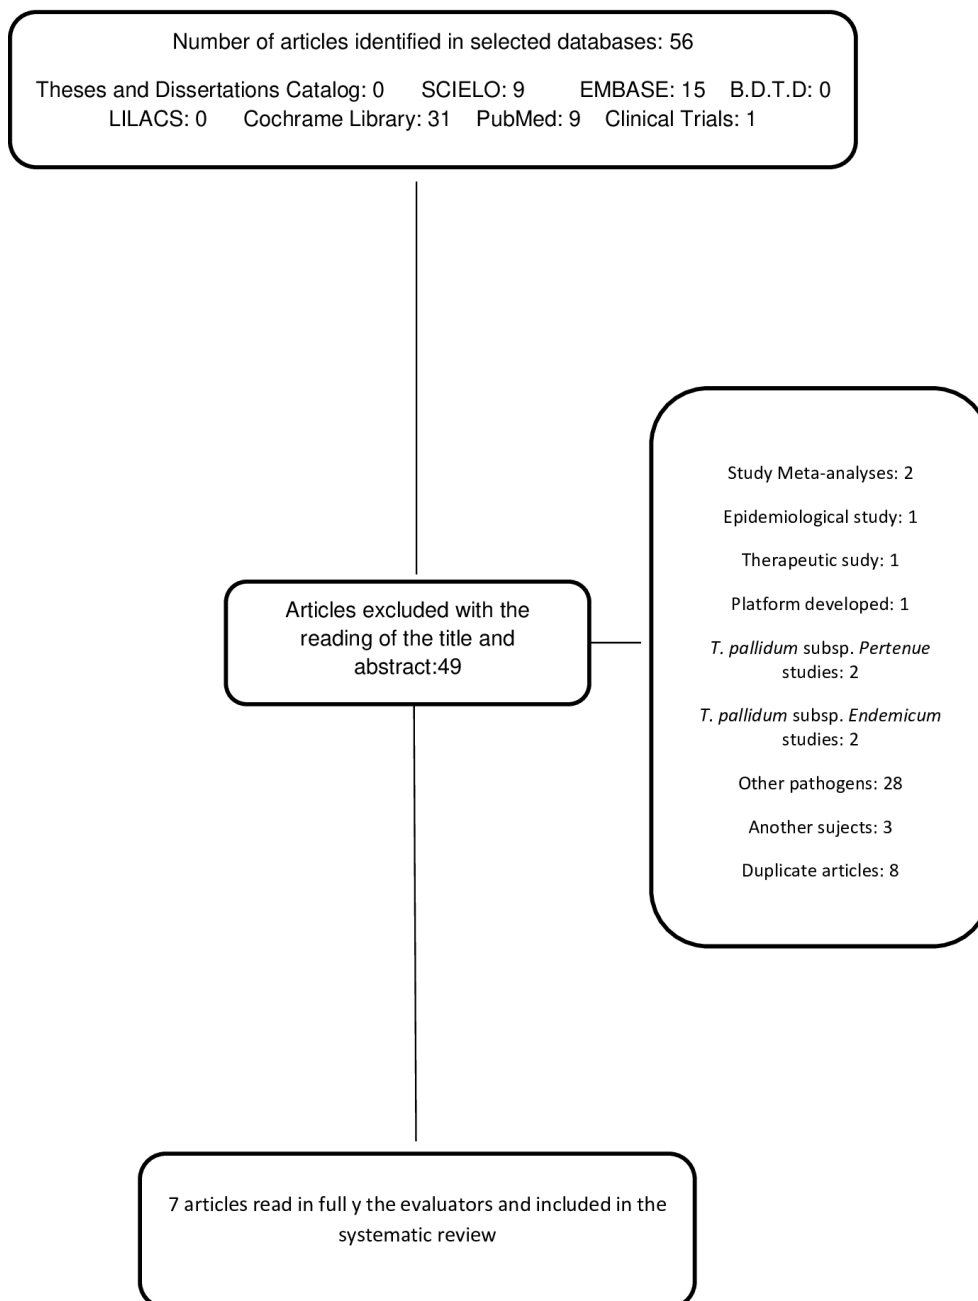 Number of articles identified in selected databases: 56
Theses and Dissertations Catalog: 0 SCIELO: 9 EMBASE: 15 B.D.T.D: 0
LILACS: 0 Cochrame Library: 31 PubMed: 9 Clinical Trials: 1
Study Meta-analyses: 2
Epidemiological study: 1
Therapeutic sudy: 1
Platform developed: 1
T. pallidum subsp. Pertenue
studies: 2
T. pallidum subsp. Endemicum
studies: 2
Other pathogens: 28
Another sujects: 3
Duplicate articles: 8
Articles excluded with the
reading of the title and
abstract:49
7 articles read in full y the evaluators and included in the
systematic review